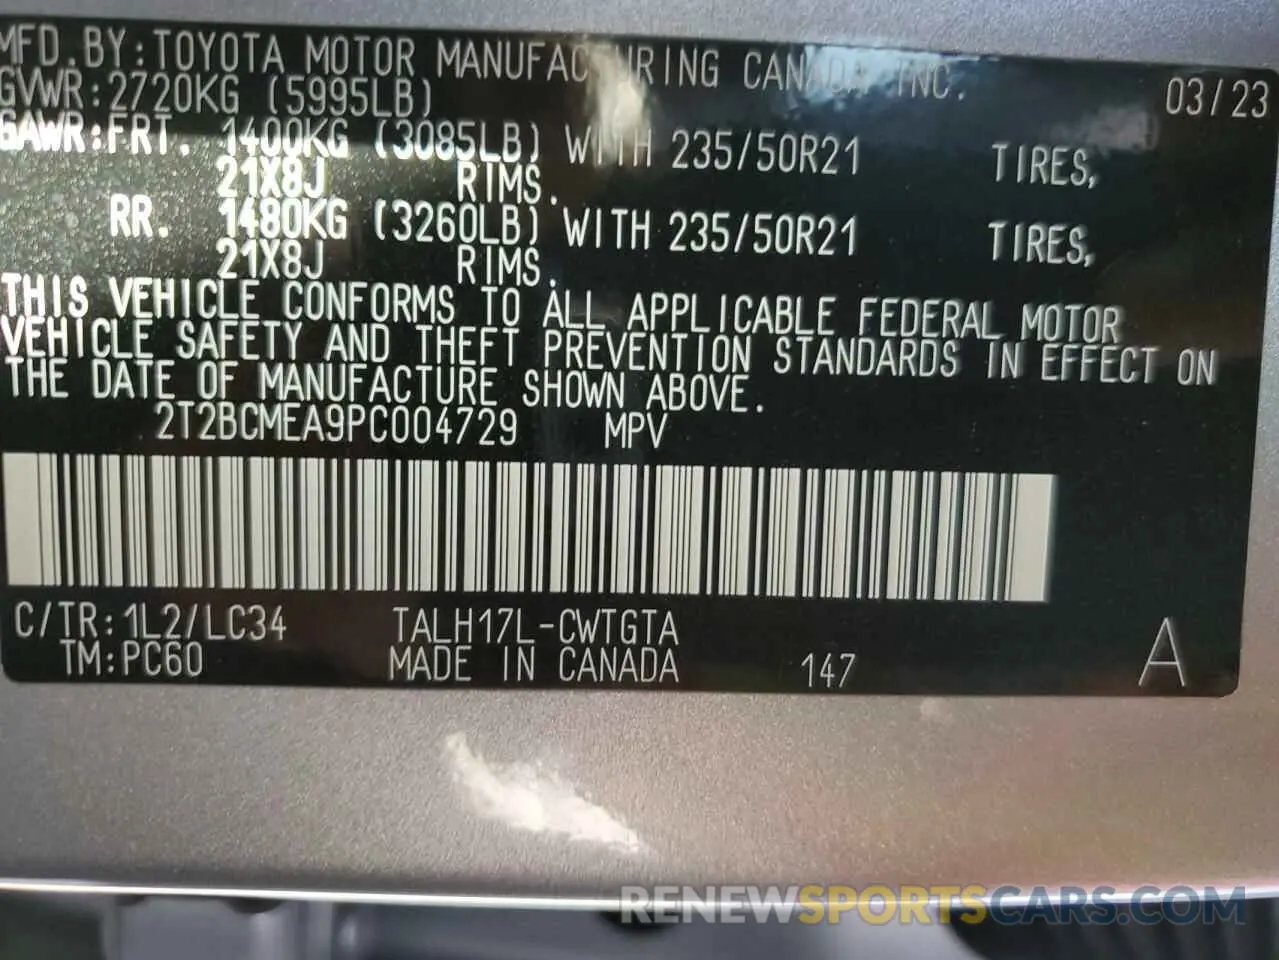 MFD.BY:TOYOTA MOTOR MANUFACTURING CANADA INC. 03/23
GVWR:2720KG (5995LB)
GAWR:FRT. 1400KG (3085LB) WITH 235/50R21 TIRES,
21X8J RIMS.
RR. 1480KG (3260LB) WITH 235/50R21 TIRES,
21X8J RIMS.
THIS VEHICLE CONFORMS TO ALL APPLICABLE FEDERAL MOTOR
VEHICLE SAFETY AND THEFT PREVENTION STANDARDS IN EFFECT ON
THE DATE OF MANUFACTURE SHOWN ABOVE.
2T2BCMEA9PC004729 MPV
C/TR:1L2/LC34 TALH17L-CWTGTA
TM:PC60 MADE IN CANADA 147 A
RENEWSPORTSCARS.COM